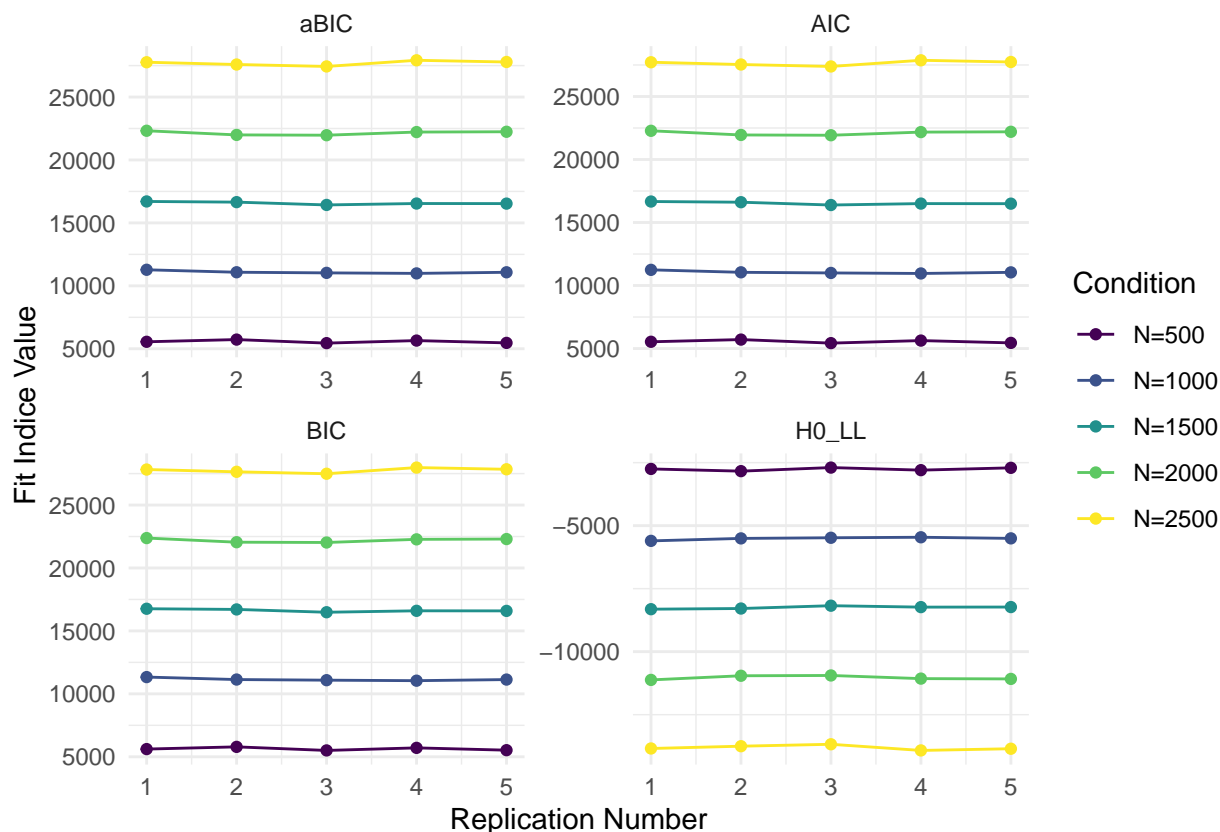 aBIC
AIC
25000
20000
15000
10000
5000
1 2 3 4 5
25000
20000
15000
10000
5000
1 2 3 4 5
BIC
H0_LL
25000
20000
15000
10000
5000
1 2 3 4 5
−5000
−10000
1 2 3 4 5
Fit Indice Value
Replication Number
Condition
N=500
N=1000
N=1500
N=2000
N=2500